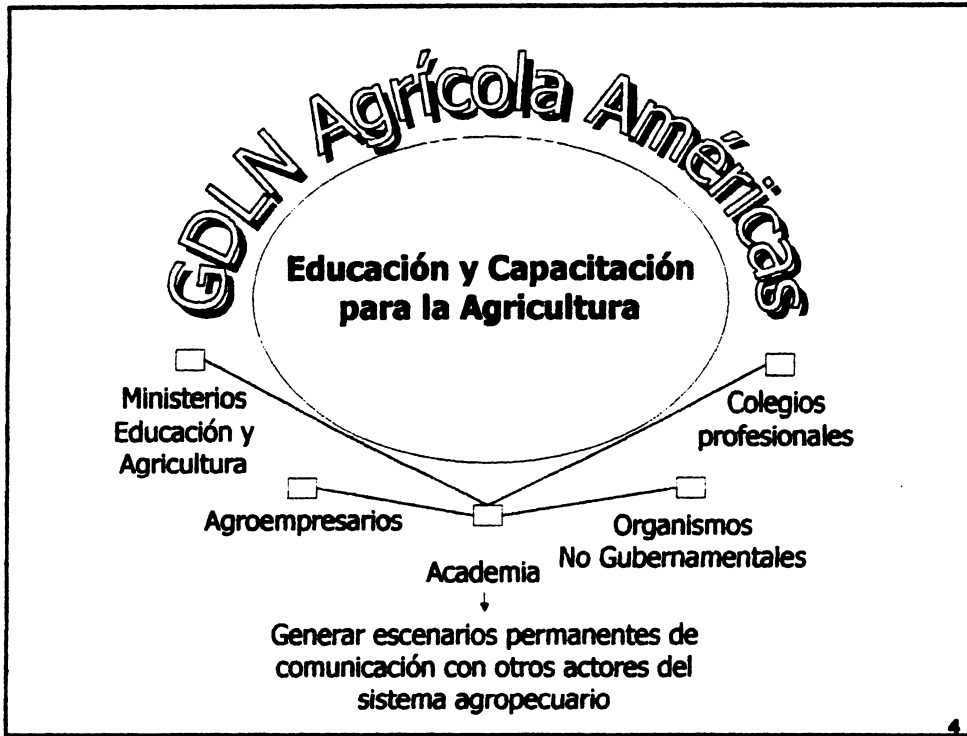 GDLN Agrícola Américas
Educación y Capacitación
para la Agricultura
Ministerios
Educación y
Agricultura
Colegios
profesionales
Agroempresarios
Organismos
No Gubernamentales
Academia
Generar escenarios permanentes de
comunicación con otros actores del
sistema agropecuario
4